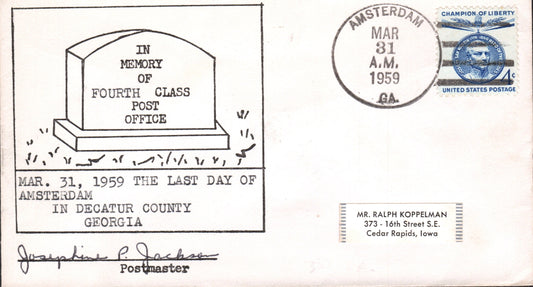 IN
MEMORY
OF
FOURTH CLASS
POST
OFFICE
MAR. 31, 1959 THE LAST DAY OF
AMSTERDAM
IN DECATUR COUNTY
GEORGIA
Josephine P. Jackson
Postmaster
AMSTERDAM
MAR
31
A.M.
1959
GA.
CHAMPION OF LIBERTY
4c
UNITED STATES POSTAGE
MR. RALPH KOPPELMAN
373 - 16th Street S.E.
Cedar Rapids, Iowa